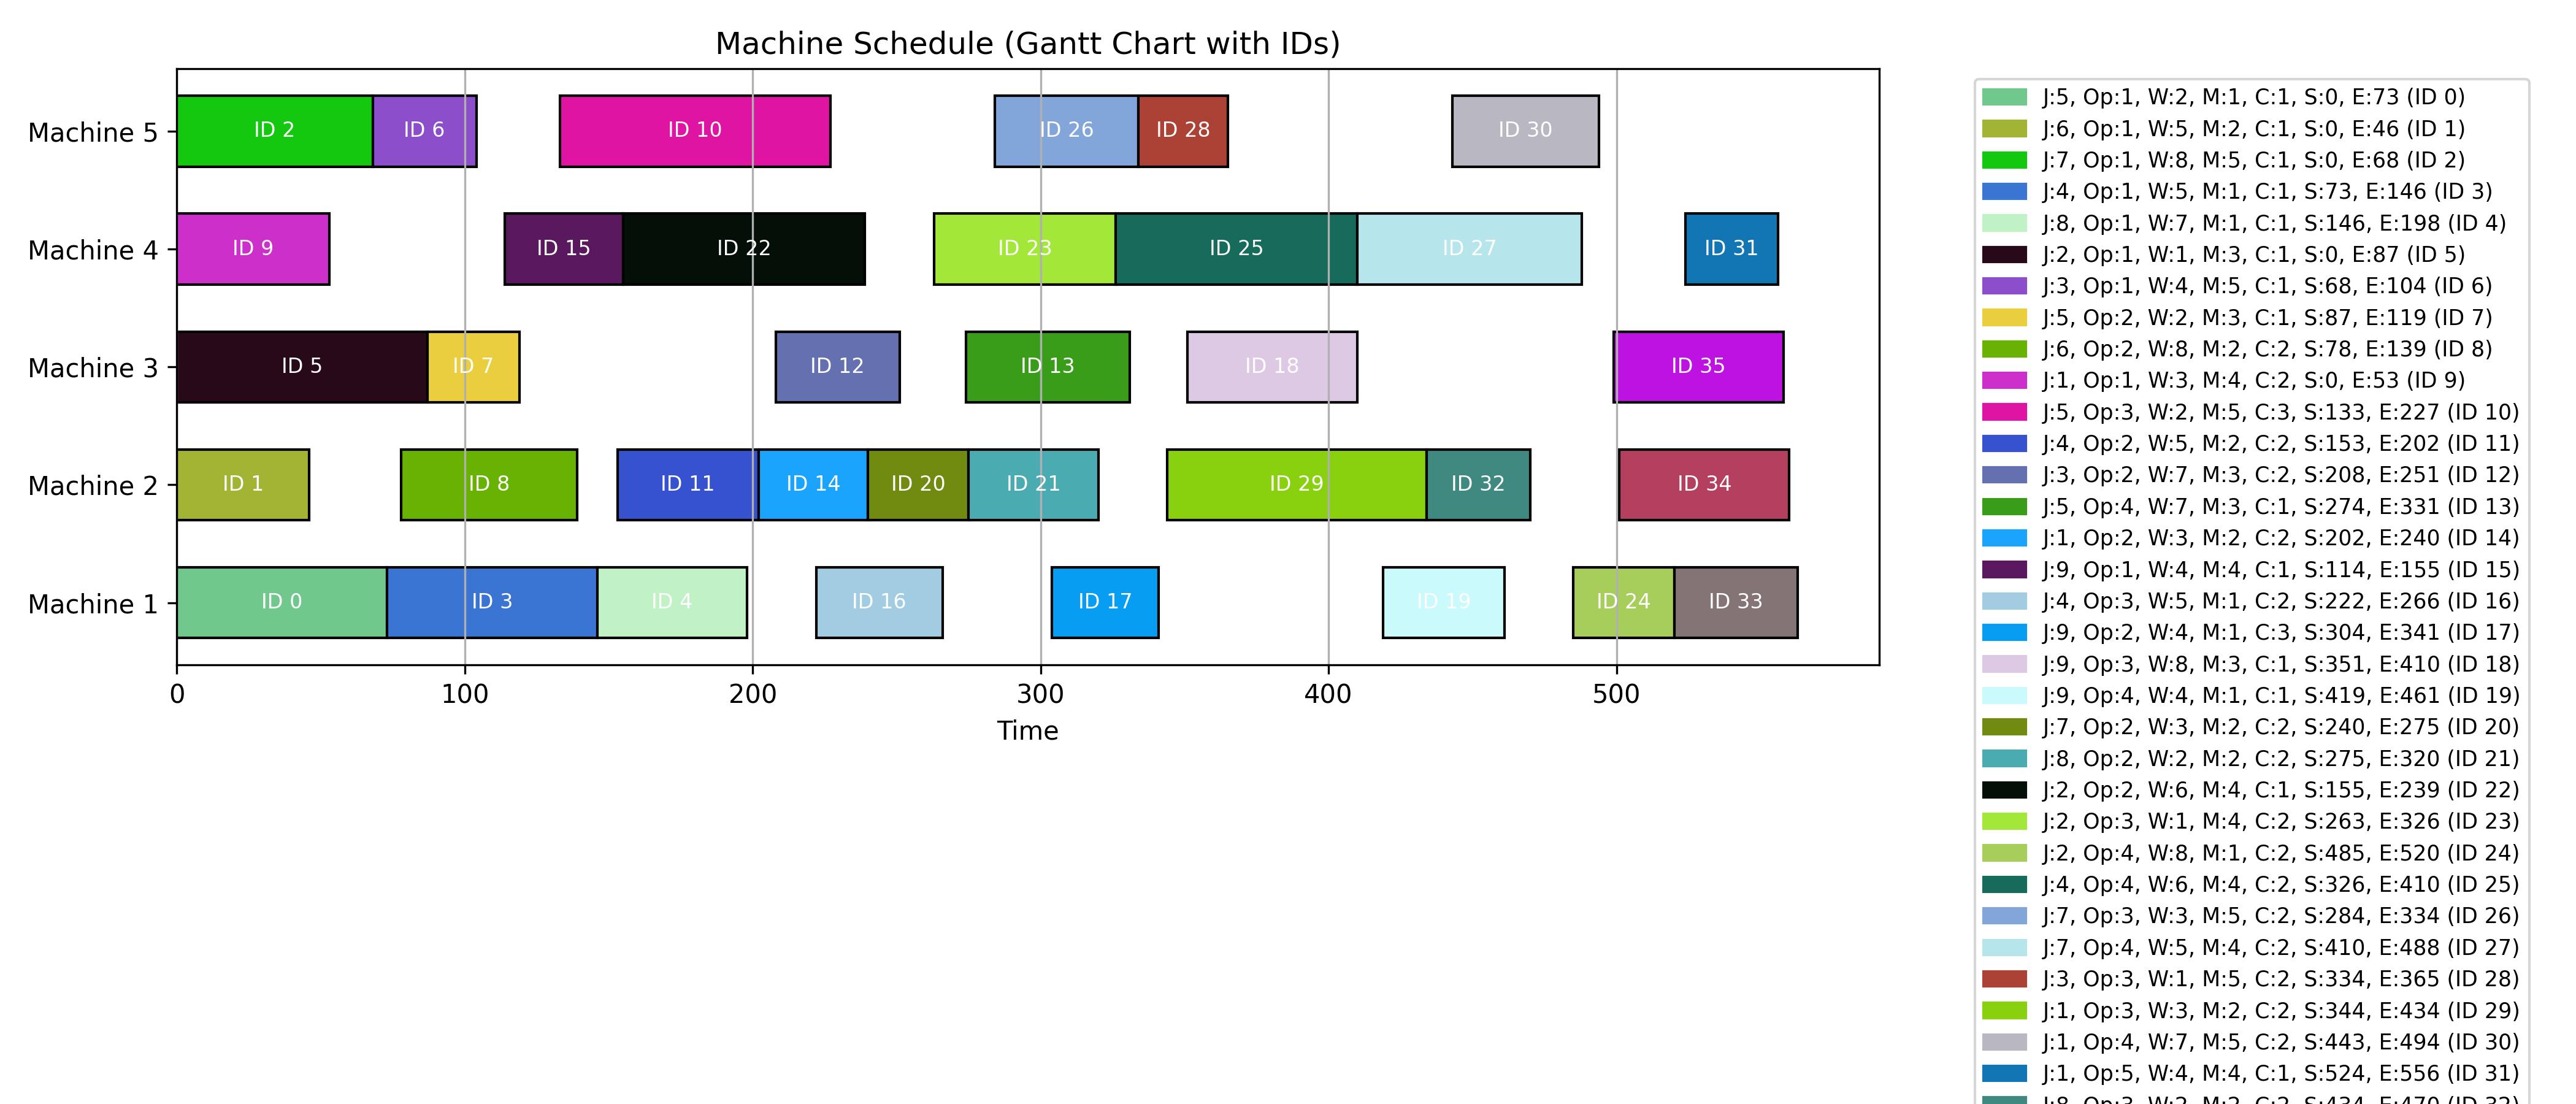 Machine Schedule (Gantt Chart with IDs)
Machine 5
ID 2
ID 6
ID 10
ID 26
ID 28
ID 30
Machine 4
ID 9
ID 15
ID 22
ID 23
ID 25
ID 27
ID 31
Machine 3
ID 5
ID 7
ID 12
ID 13
ID 18
ID 35
Machine 2
ID 1
ID 8
ID 11
ID 14
ID 20
ID 21
ID 29
ID 32
ID 34
Machine 1
ID 0
ID 3
ID 4
ID 16
ID 17
ID 19
ID 24
ID 33
0 100 200 300 400 500
Time
J:5, Op:1, W:2, M:1, C:1, S:0, E:73 (ID 0)
J:6, Op:1, W:5, M:2, C:1, S:0, E:46 (ID 1)
J:7, Op:1, W:8, M:5, C:1, S:0, E:68 (ID 2)
J:4, Op:1, W:5, M:1, C:1, S:73, E:146 (ID 3)
J:8, Op:1, W:7, M:1, C:1, S:146, E:198 (ID 4)
J:2, Op:1, W:1, M:3, C:1, S:0, E:87 (ID 5)
J:3, Op:1, W:4, M:5, C:1, S:68, E:104 (ID 6)
J:5, Op:2, W:2, M:3, C:1, S:87, E:119 (ID 7)
J:6, Op:2, W:8, M:2, C:2, S:78, E:139 (ID 8)
J:1, Op:1, W:3, M:4, C:2, S:0, E:53 (ID 9)
J:5, Op:3, W:2, M:5, C:3, S:133, E:227 (ID 10)
J:4, Op:2, W:5, M:2, C:2, S:153, E:202 (ID 11)
J:3, Op:2, W:7, M:3, C:2, S:208, E:251 (ID 12)
J:5, Op:4, W:7, M:3, C:1, S:274, E:331 (ID 13)
J:1, Op:2, W:3, M:2, C:2, S:202, E:240 (ID 14)
J:9, Op:1, W:4, M:4, C:1, S:114, E:155 (ID 15)
J:4, Op:3, W:5, M:1, C:2, S:222, E:266 (ID 16)
J:9, Op:2, W:4, M:1, C:3, S:304, E:341 (ID 17)
J:9, Op:3, W:8, M:3, C:1, S:351, E:410 (ID 18)
J:9, Op:4, W:4, M:1, C:1, S:419, E:461 (ID 19)
J:7, Op:2, W:3, M:2, C:2, S:240, E:275 (ID 20)
J:8, Op:2, W:2, M:2, C:2, S:275, E:320 (ID 21)
J:2, Op:2, W:6, M:4, C:1, S:155, E:239 (ID 22)
J:2, Op:3, W:1, M:4, C:2, S:263, E:326 (ID 23)
J:2, Op:4, W:8, M:1, C:2, S:485, E:520 (ID 24)
J:4, Op:4, W:6, M:4, C:2, S:326, E:410 (ID 25)
J:7, Op:3, W:3, M:5, C:2, S:284, E:334 (ID 26)
J:7, Op:4, W:5, M:4, C:2, S:410, E:488 (ID 27)
J:3, Op:3, W:1, M:5, C:2, S:334, E:365 (ID 28)
J:1, Op:3, W:3, M:2, C:2, S:344, E:434 (ID 29)
J:1, Op:4, W:7, M:5, C:2, S:443, E:494 (ID 30)
J:1, Op:5, W:4, M:4, C:1, S:524, E:556 (ID 31)